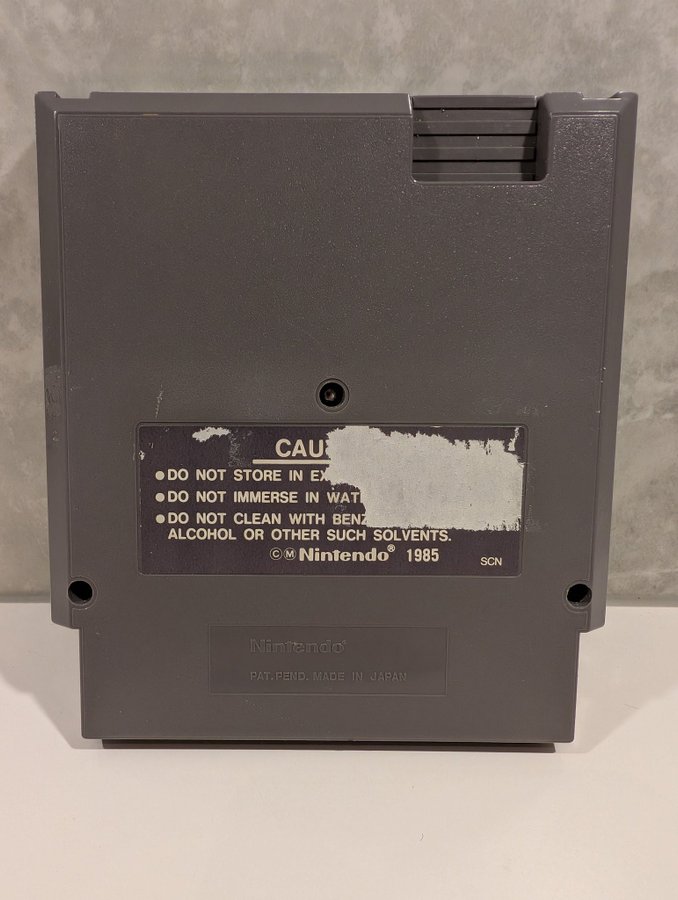 CAU
●DO NOT STORE IN EX
●DO NOT IMMERSE IN WAT
●DO NOT CLEAN WITH BENZ
ALCOHOL OR OTHER SUCH SOLVENTS.
©Ⓜ Nintendo® 1985
SCN
Nintendo®
PAT.PEND. MADE IN JAPAN